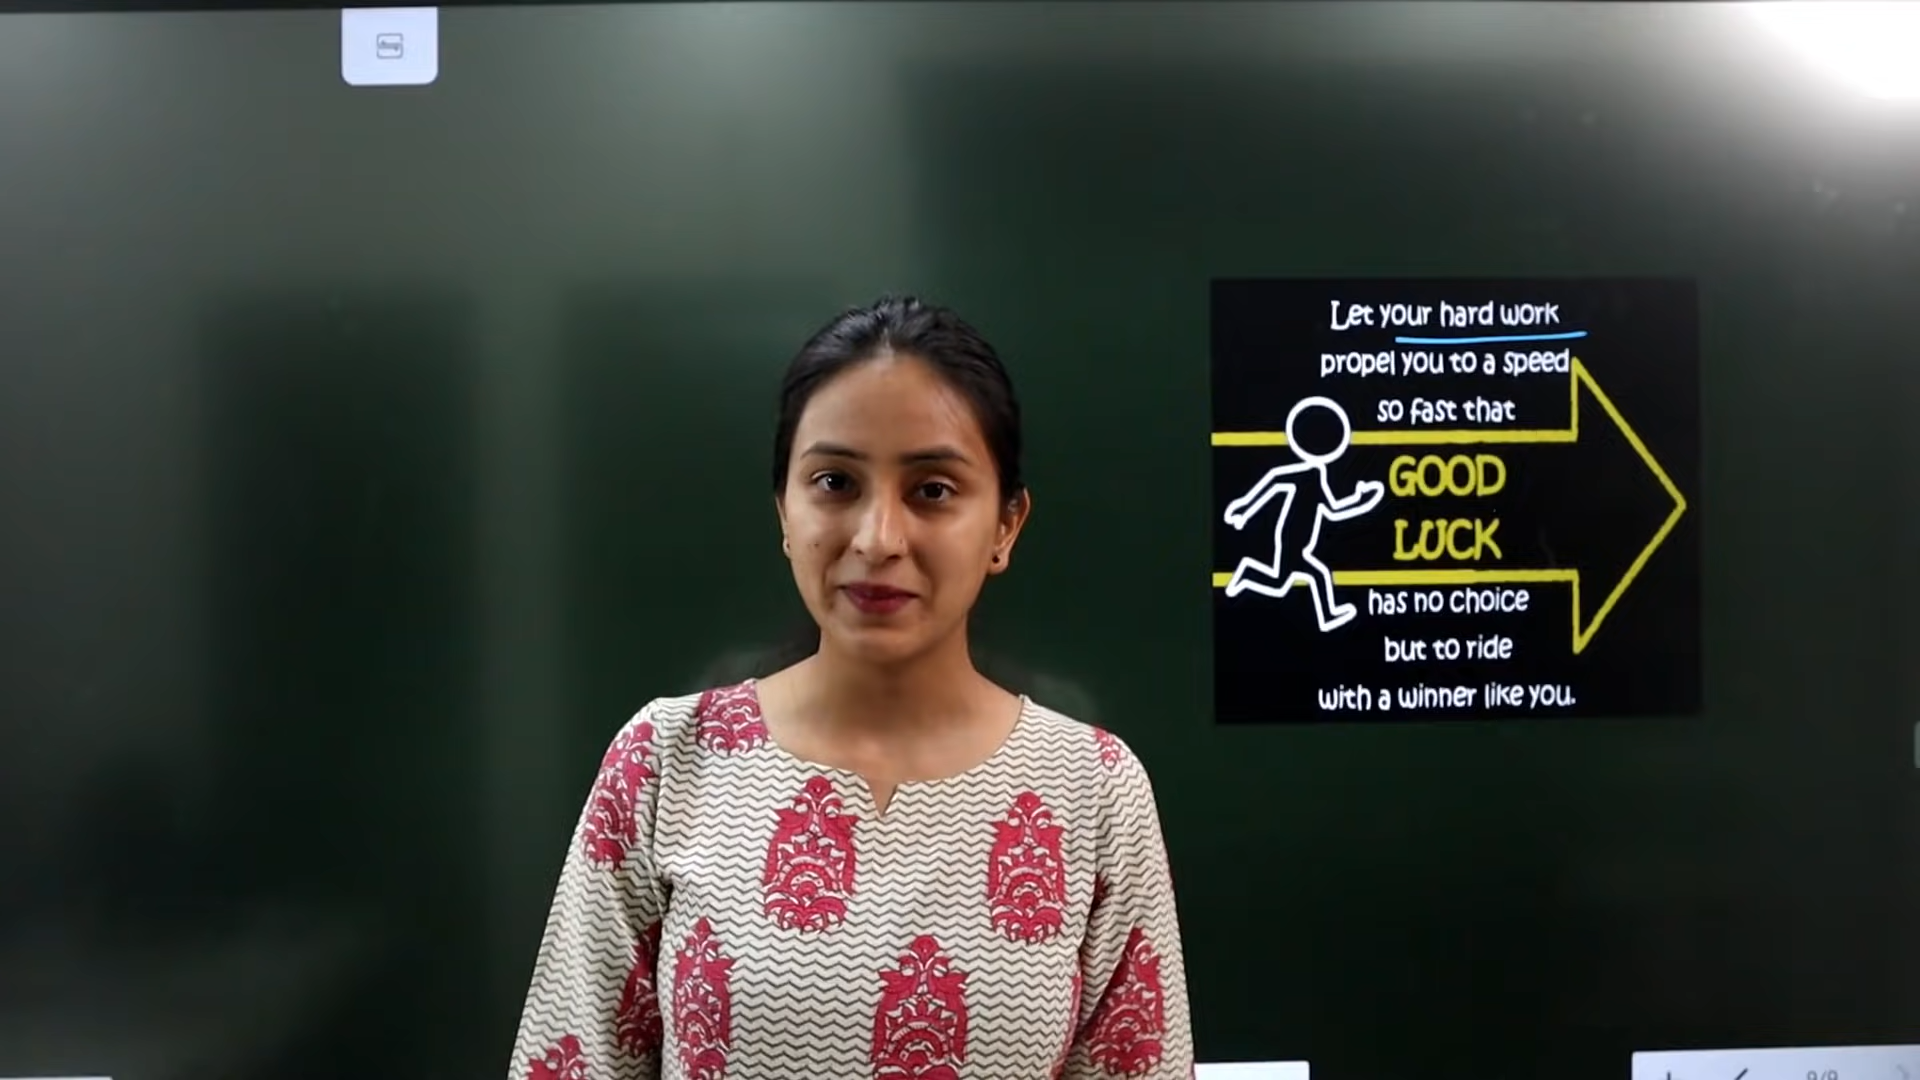 Let your hard work
propel you to a speed
so fast that
GOOD
LUCK
has no choice
but to ride
with a winner like you.